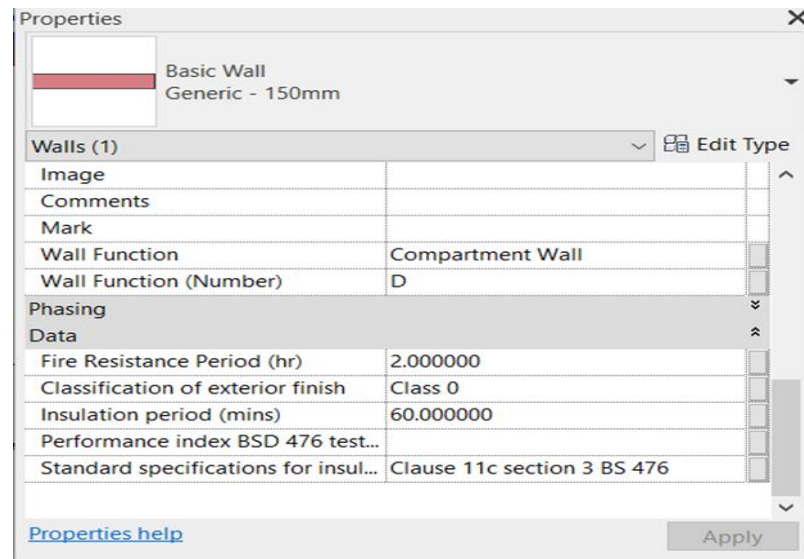 Properties
Basic Wall
Generic - 150mm
Walls (1) Edit Type
Image
Comments
Mark
Wall Function Compartment Wall
Wall Function (Number) D
Phasing
Data
Fire Resistance Period (hr) 2.000000
Classification of exterior finish Class 0
Insulation period (mins) 60.000000
Performance index BSD 476 test...
Standard specifications for insul... Clause 11c section 3 BS 476
Properties help Apply